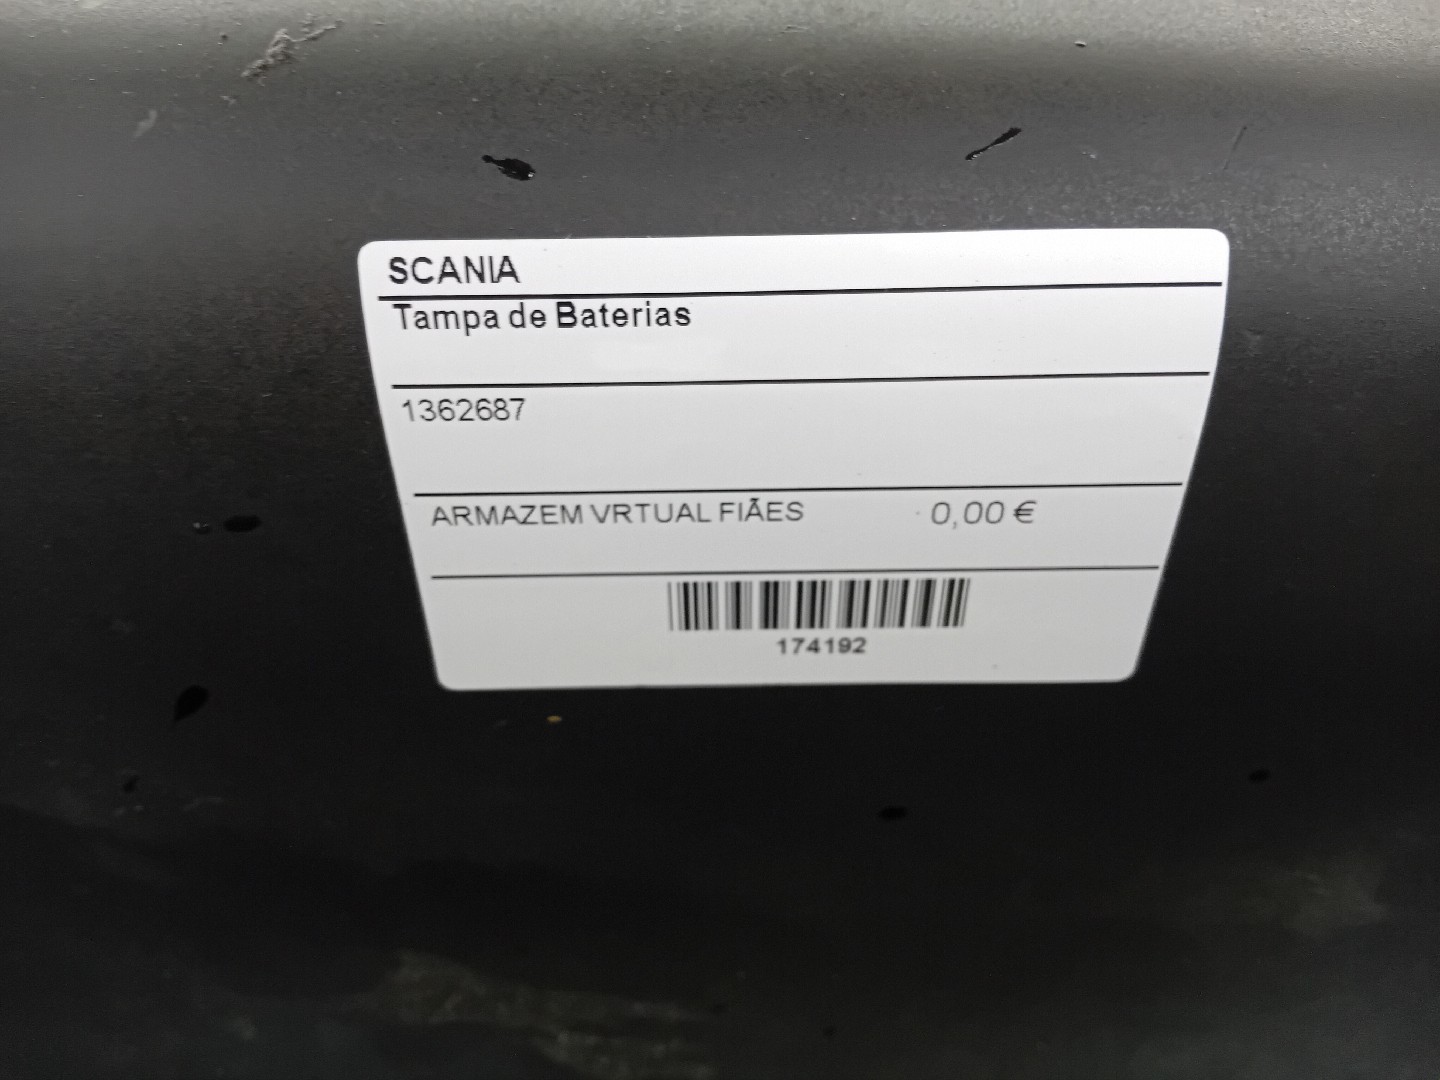 SCANIA
Tampa de Baterias
1362687
ARMAZEM VRTUAL FIÃES 0,00 €
174192